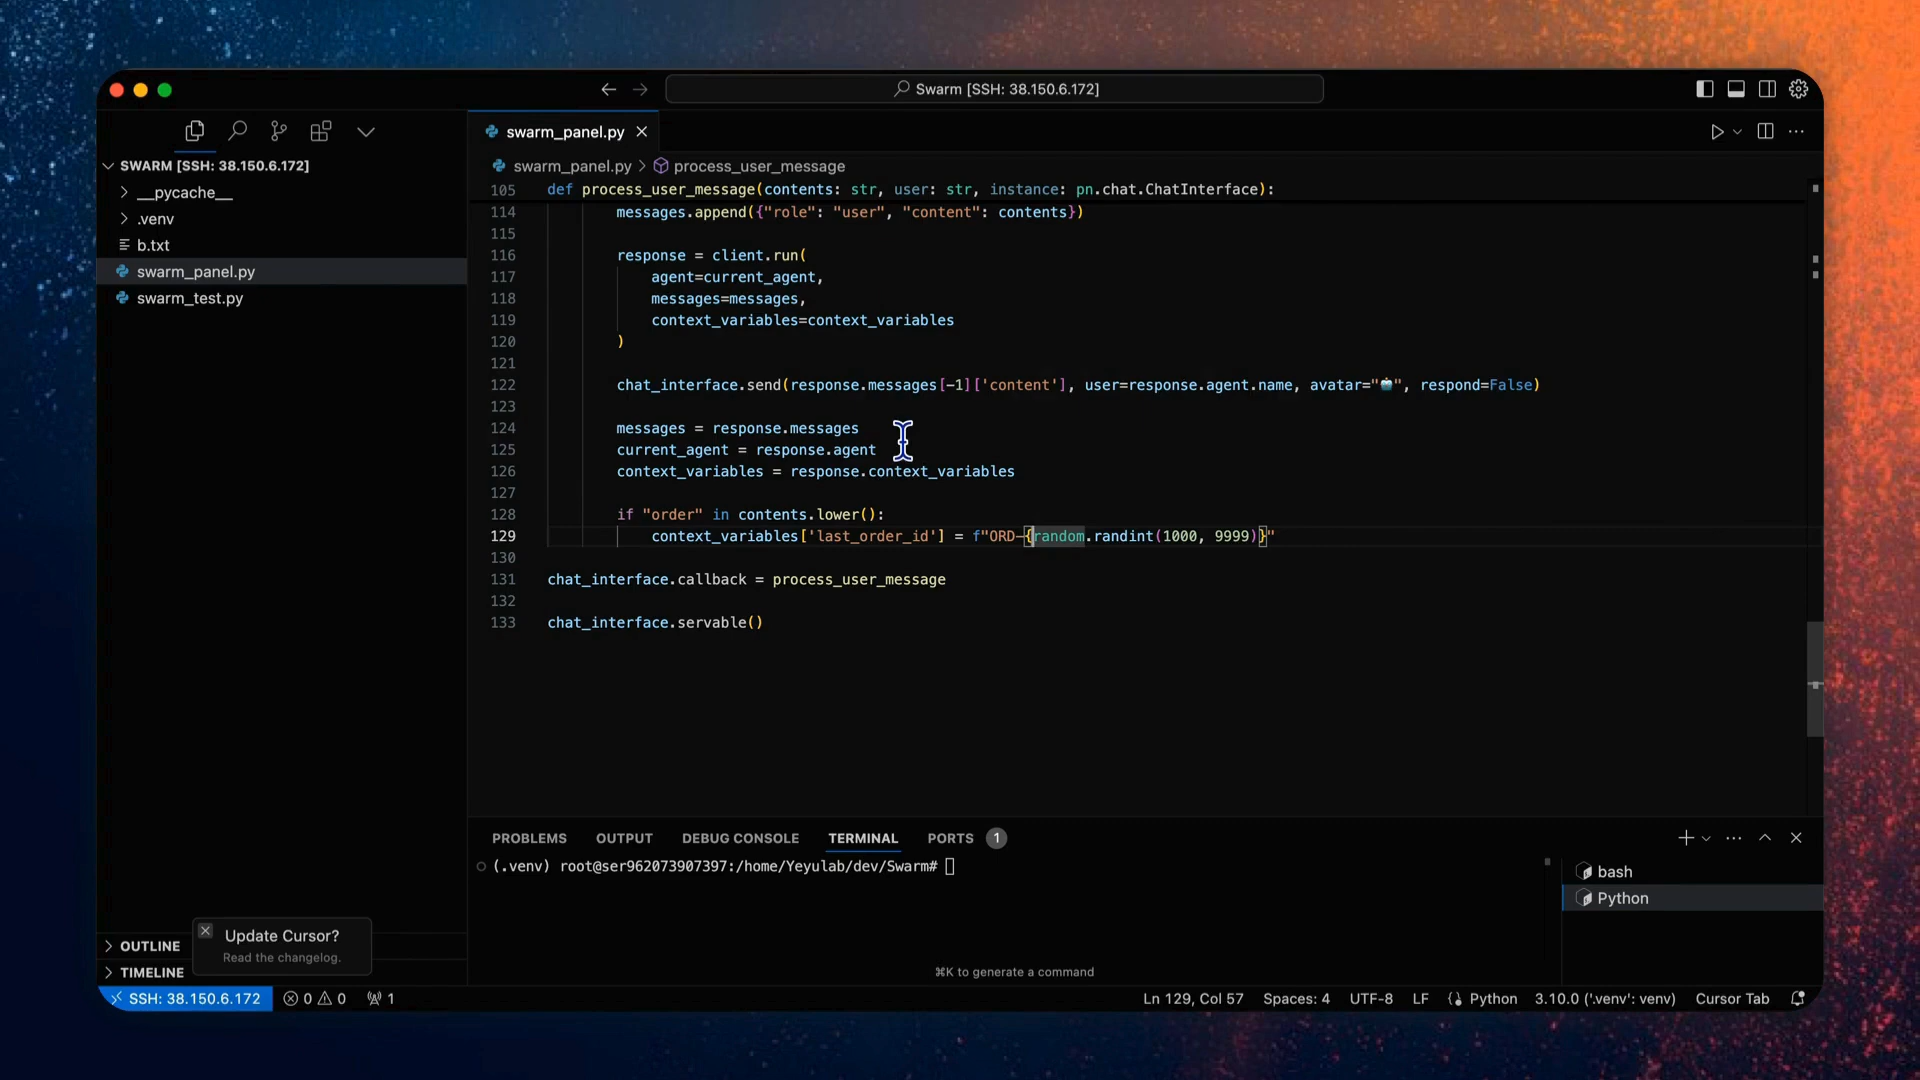 Swarm [SSH: 38.150.6.172]
SWARM [SSH: 38.150.6.172]
__pycache__
.venv
b.txt
swarm_panel.py
swarm_test.py
OUTLINE
TIMELINE
Update Cursor?
Read the changelog.
swarm_panel.py
swarm_panel.py > process_user_message
105 def process_user_message(contents: str, user: str, instance: pn.chat.ChatInterface):
114 messages.append({"role": "user", "content": contents})
115
116 response = client.run(
117 agent=current_agent,
118 messages=messages,
119 context_variables=context_variables
120 )
121
122 chat_interface.send(response.messages[-1]['content'], user=response.agent.name, avatar="🤖", respond=False)
123
124 messages = response.messages
125 current_agent = response.agent
126 context_variables = response.context_variables
127
128 if "order" in contents.lower():
129 context_variables['last_order_id'] = f"ORD-{random.randint(1000, 9999)}"
130
131 chat_interface.callback = process_user_message
132
133 chat_interface.servable()
PROBLEMS OUTPUT DEBUG CONSOLE TERMINAL PORTS 1
(.venv) root@ser962073907397:/home/Yeyulab/dev/Swarm#
⌘K to generate a command
bash
Python
SSH: 38.150.6.172 0 0 1 Ln 129, Col 57 Spaces: 4 UTF-8 LF Python 3.10.0 ('.venv': venv) Cursor Tab